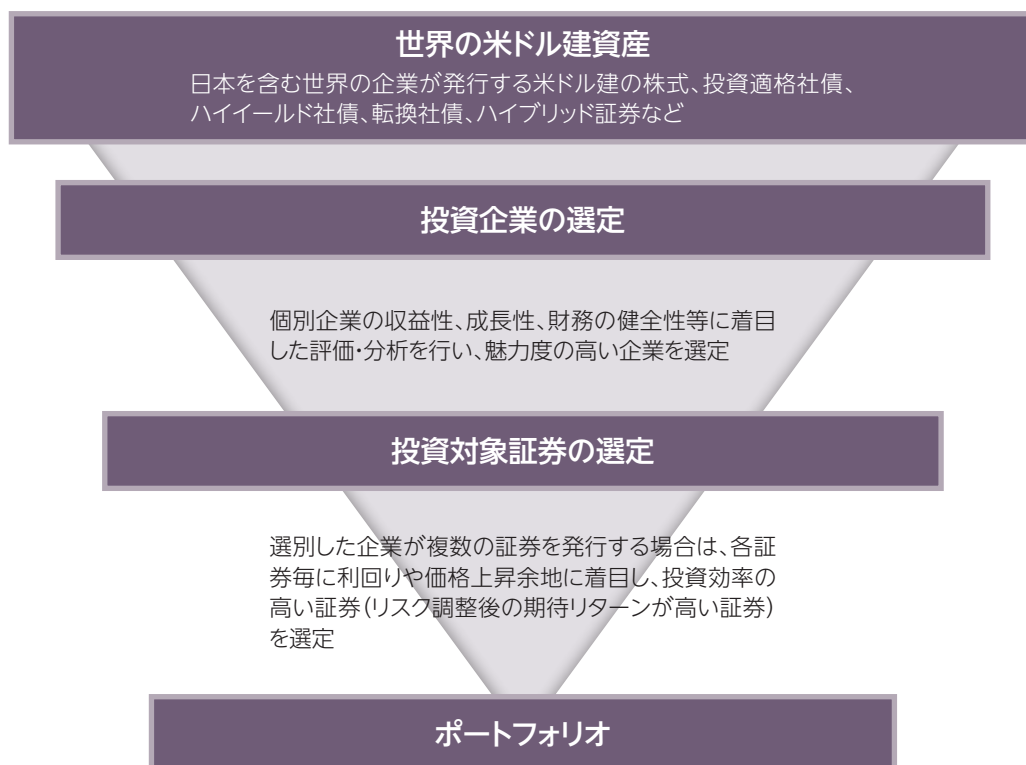 世界の米ドル建資産
日本を含む世界の企業が発行する米ドル建の株式、投資適格社債、
ハイイールド社債、転換社債、ハイブリッド証券など
投資企業の選定
個別企業の収益性、成長性、財務の健全性等に着目
した評価・分析を行い、魅力度の高い企業を選定
投資対象証券の選定
選別した企業が複数の証券を発行する場合は、各証
券毎に利回りや価格上昇余地に着目し、投資効率の
高い証券(リスク調整後の期待リターンが高い証券)
を選定
ポートフォリオ